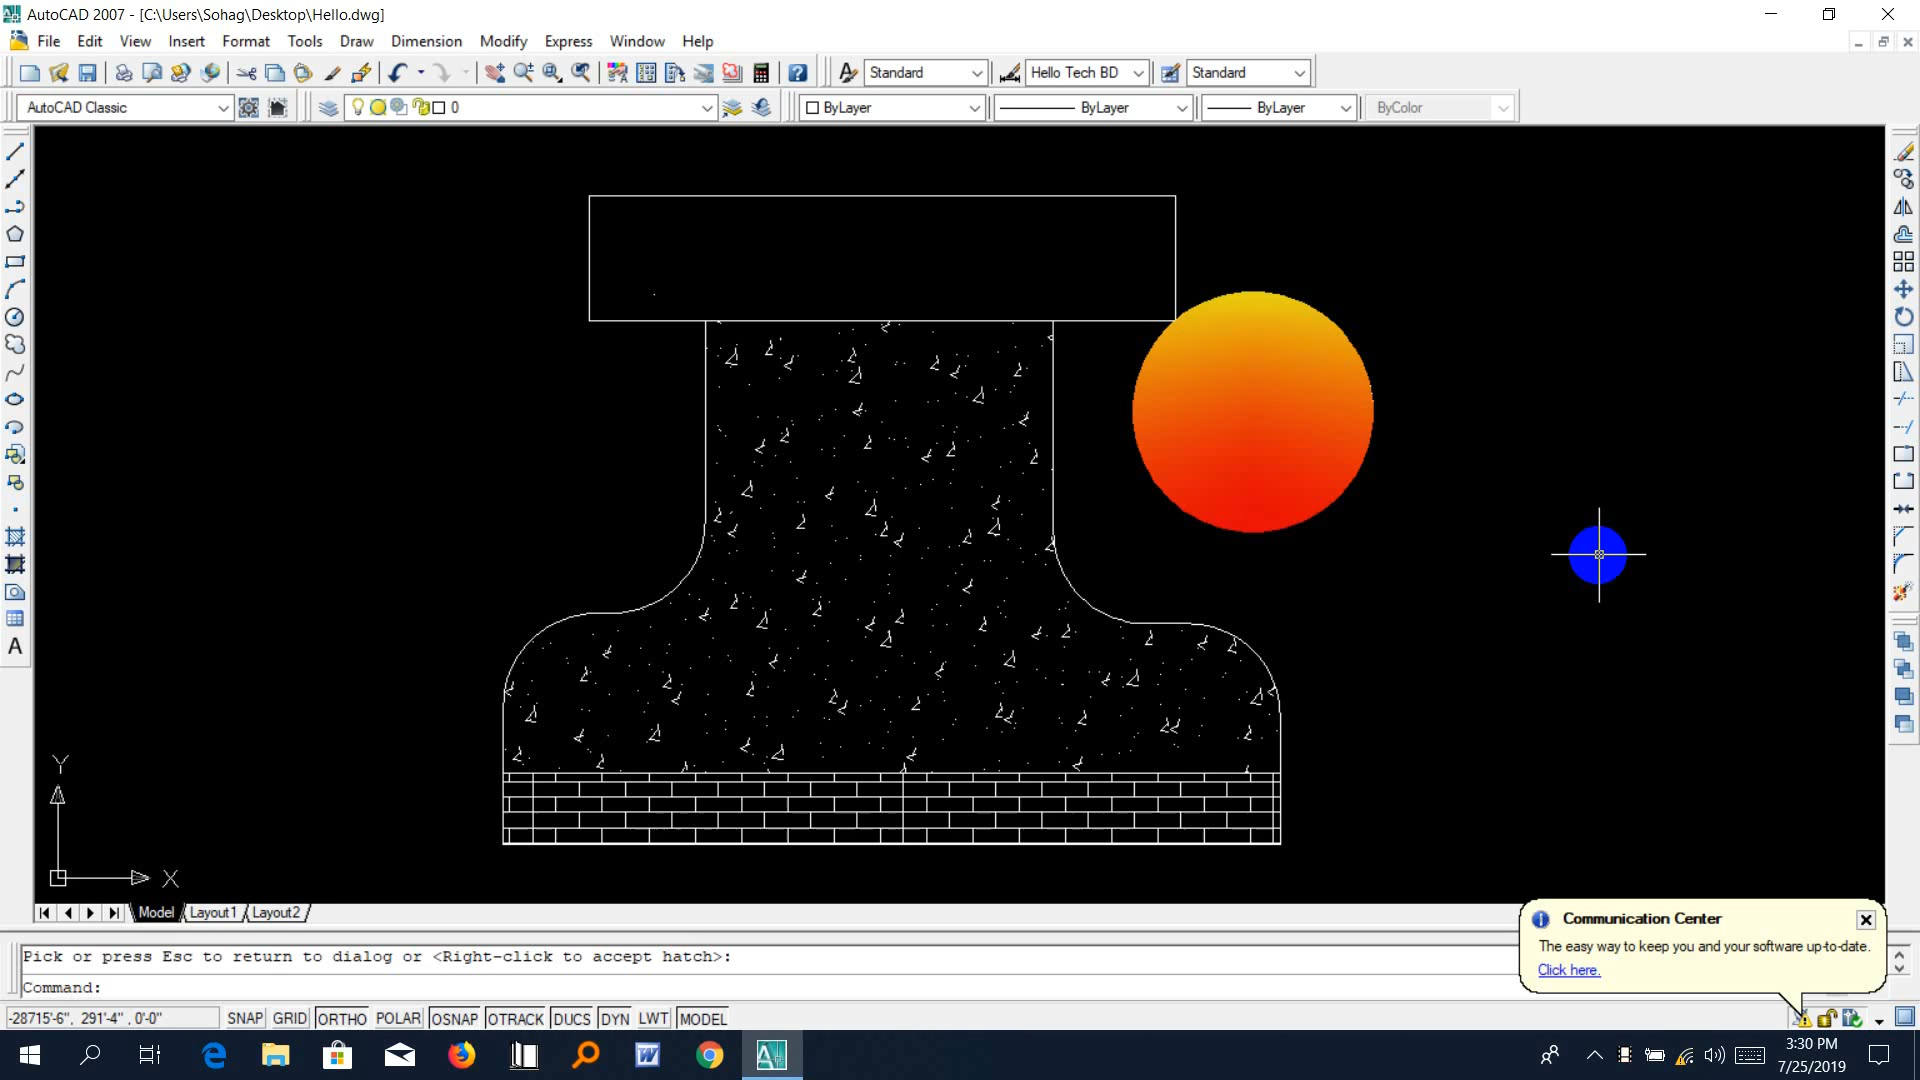 AutoCAD 2007 - [C:\Users\Sohag\Desktop\Hello.dwg]
File Edit View Insert Format Tools Draw Dimension Modify Express Window Help
Standard Hello Tech BD Standard
AutoCAD Classic 0 ByLayer ByLayer ByLayer ByColor
A
Y
X
Model Layout1 Layout2
Communication Center
The easy way to keep you and your software up-to-date.
Click here.
Pick or press Esc to return to dialog or <Right-click to accept hatch>:
Command:
-28715'-6", 291'-4" , 0'-0" SNAP GRID ORTHO POLAR OSNAP OTRACK DUCS DYN LWT MODEL
3:30 PM
7/25/2019